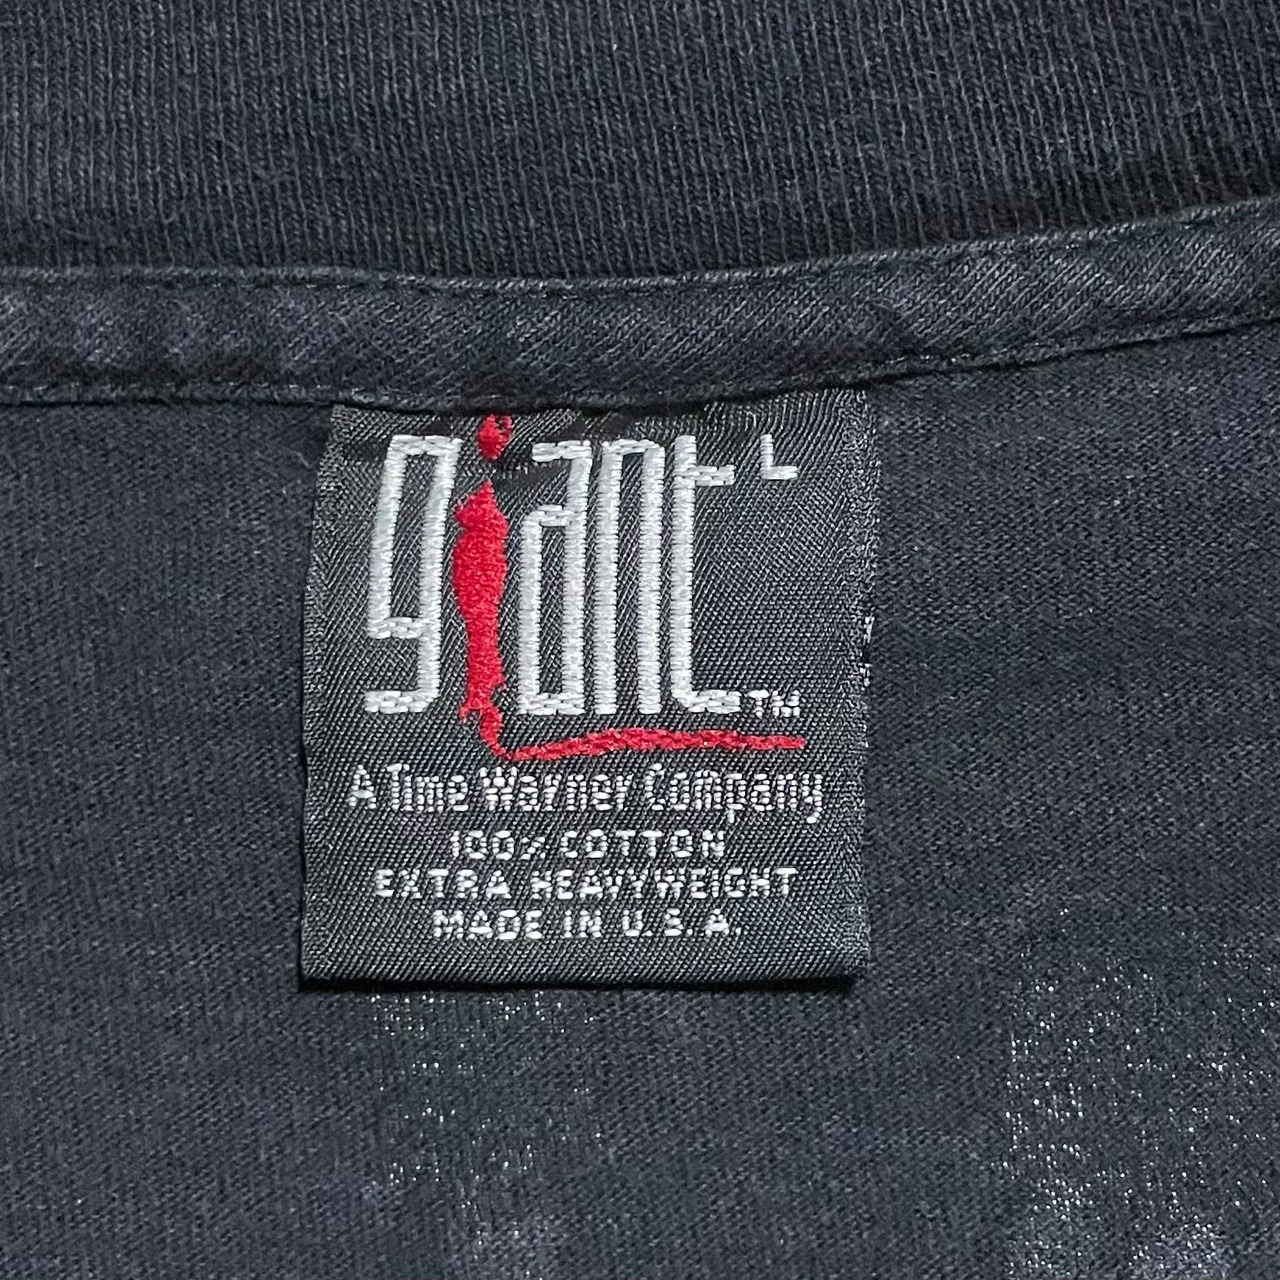 giant L
TM
A Time Warner Company
100% COTTON
EXTRA HEAVYWEIGHT
MADE IN U.S.A.